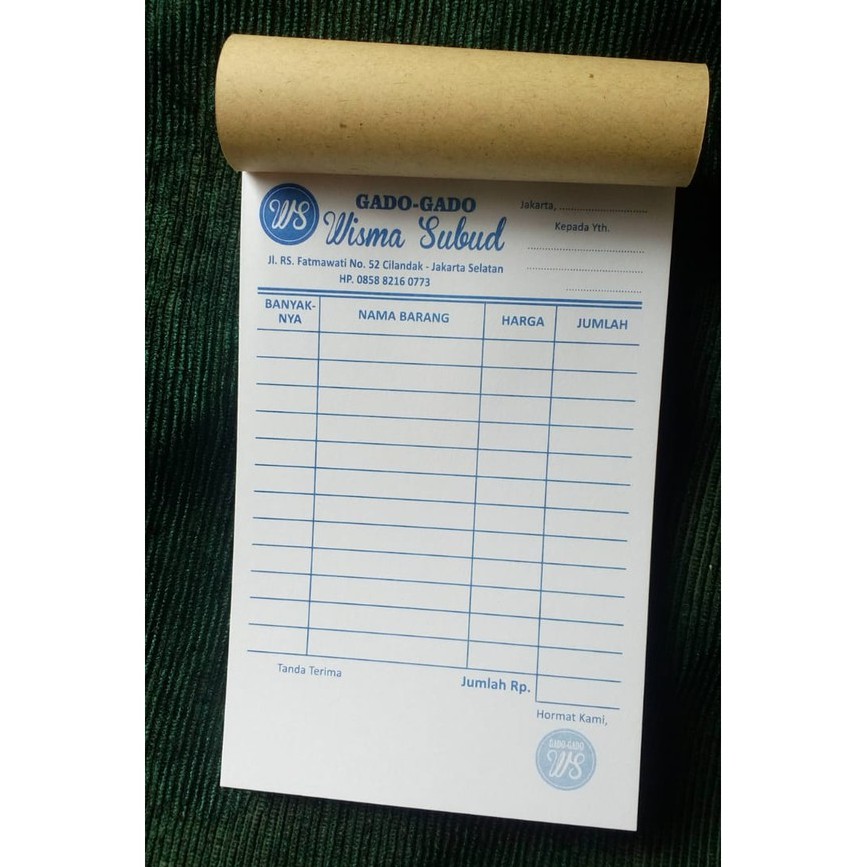 WS
GADO-GADO
Wisma Subud
Jl. RS. Fatmawati No. 52 Cilandak - Jakarta Selatan
HP. 0858 8216 0773
Jakarta, ........................
Kepada Yth.
................................
................................
.....................
BANYAK-
NYA
NAMA BARANG
HARGA
JUMLAH
Tanda Terima
Jumlah Rp.
Hormat Kami,
GADO-GADO
WS